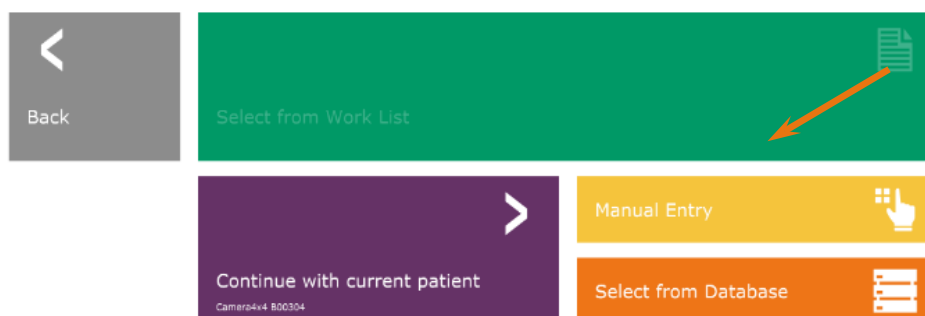 Back
Select from Work List
Manual Entry
Continue with current patient
Camera4x4 B00304
Select from Database